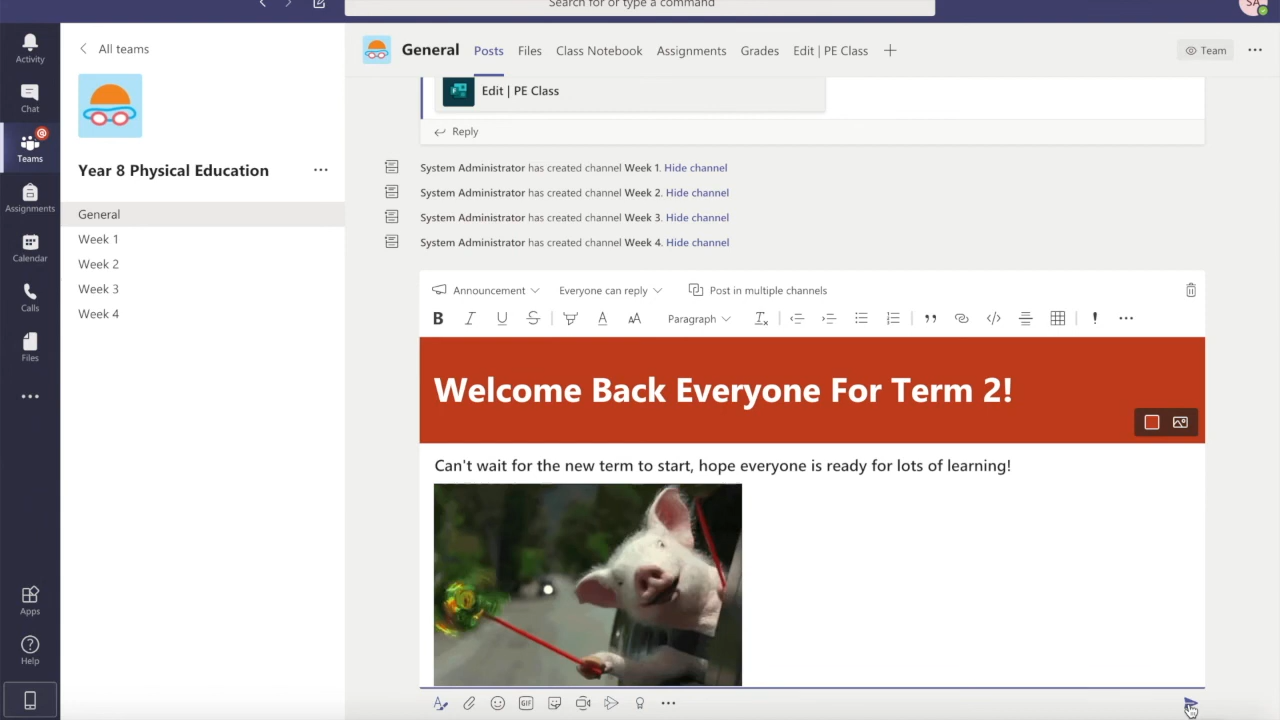 Search for or type a command
SA
Activity
Chat
Teams
Assignments
Calendar
Calls
Files
Apps
Help
All teams
Year 8 Physical Education
General
Week 1
Week 2
Week 3
Week 4
General Posts Files Class Notebook Assignments Grades Edit | PE Class
Team
Edit | PE Class
Reply
System Administrator has created channel Week 1. Hide channel
System Administrator has created channel Week 2. Hide channel
System Administrator has created channel Week 3. Hide channel
System Administrator has created channel Week 4. Hide channel
Announcement Everyone can reply Post in multiple channels
B I U S A AA Paragraph Tx
Welcome Back Everyone For Term 2!
Can't wait for the new term to start, hope everyone is ready for lots of learning!
GIF